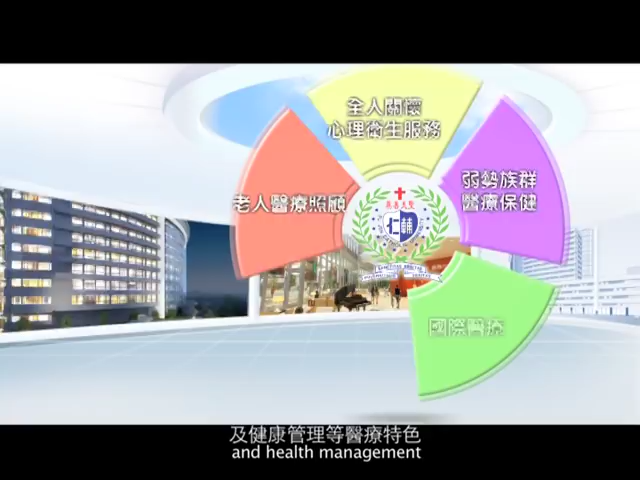 全人關懷
心理衛生服務
老人醫療照顧
弱勢族群
醫療保健
仁輔
國際醫療
及健康管理等醫療特色
and health management